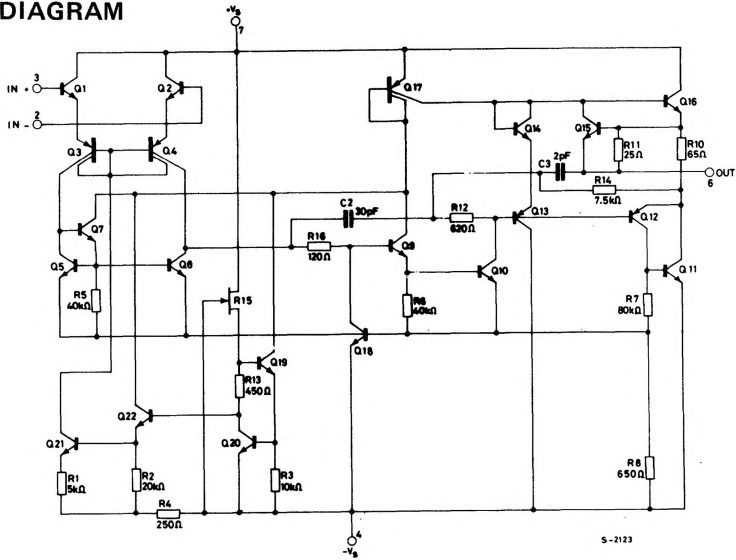 DIAGRAM
+Vs
7
3
IN +
Q1
Q2
2
IN -
Q3
Q4
Q17
Q16
Q14
Q15
R11
25Ω
R10
65Ω
C3
2pF
OUT
6
R14
7.5kΩ
C2
30pF
R12
620Ω
Q13
Q12
Q7
Q5
Q6
R16
120Ω
Q9
Q10
Q11
R5
40kΩ
R15
R6
40kΩ
R7
80kΩ
Q18
Q19
R13
450Ω
Q22
Q21
Q20
R1
5kΩ
R2
20kΩ
R3
10kΩ
R8
650Ω
R4
250Ω
4
-Vs
S-2123